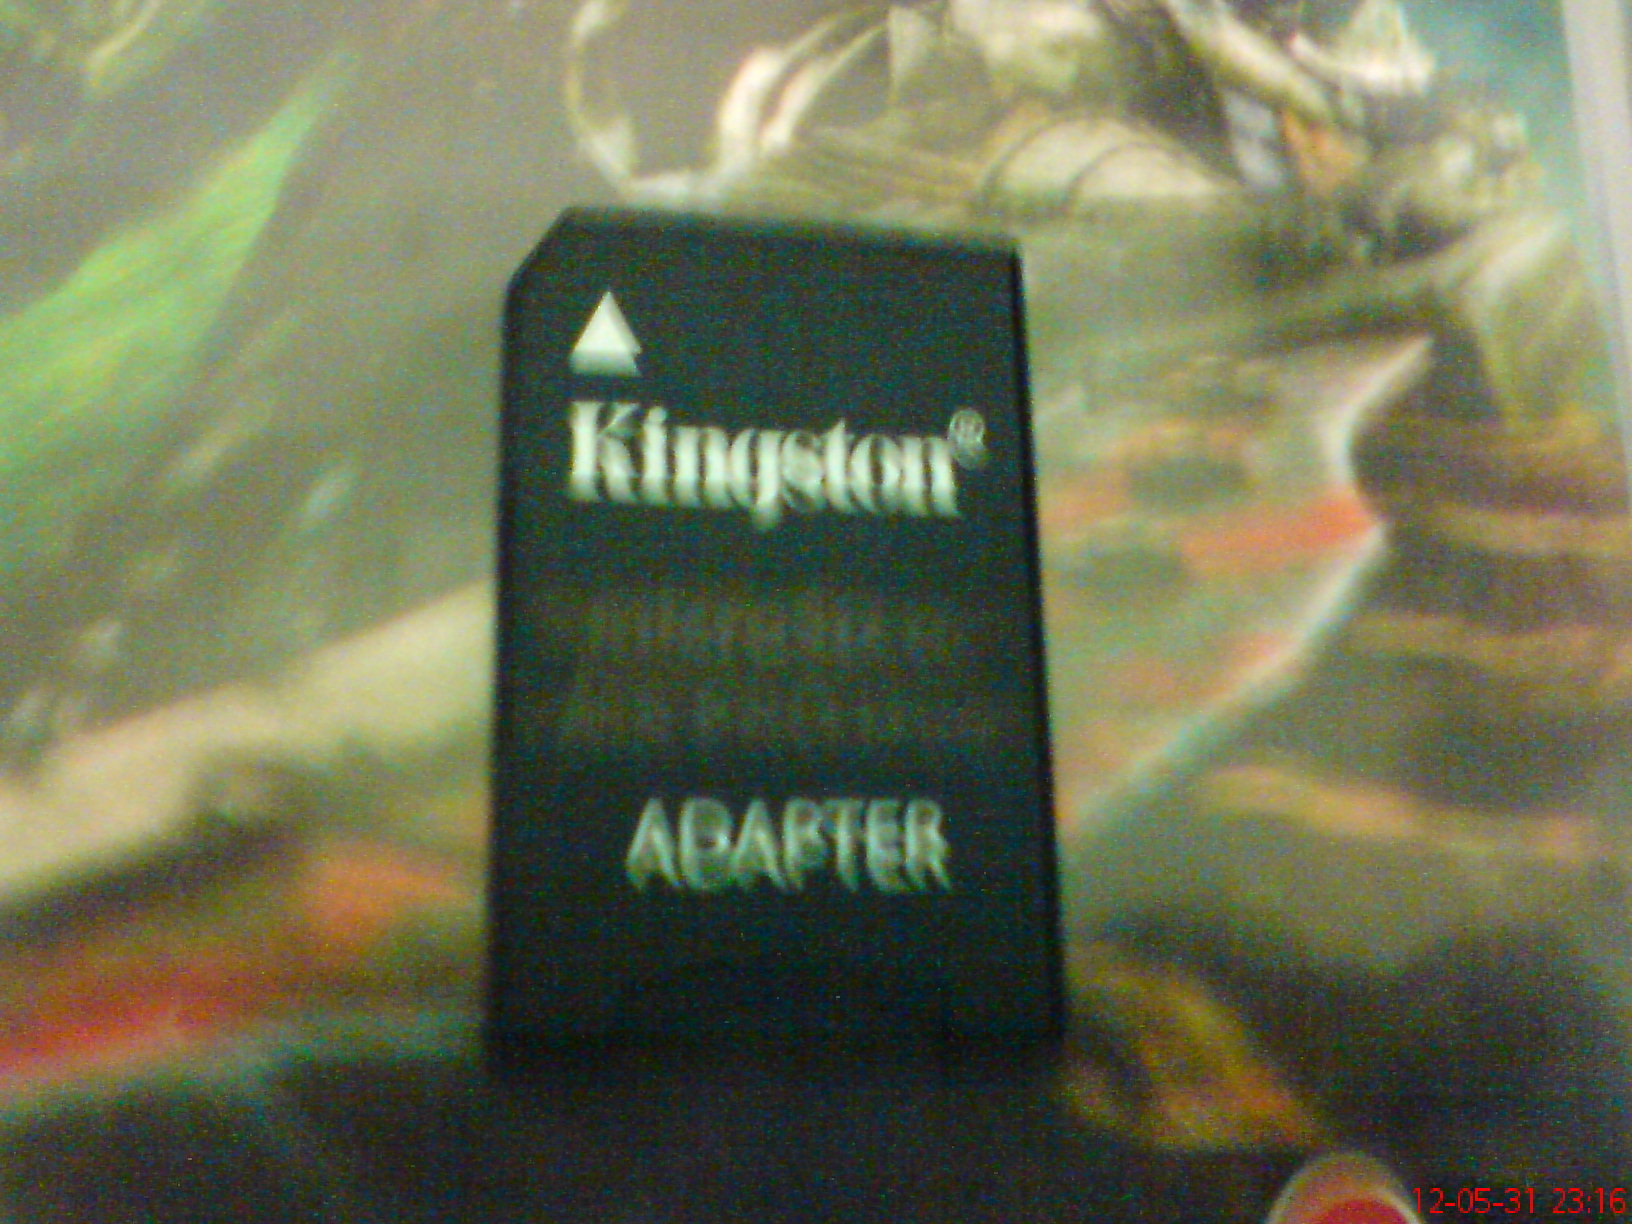 Kingston®
ADAPTER
12-05-31 23:16